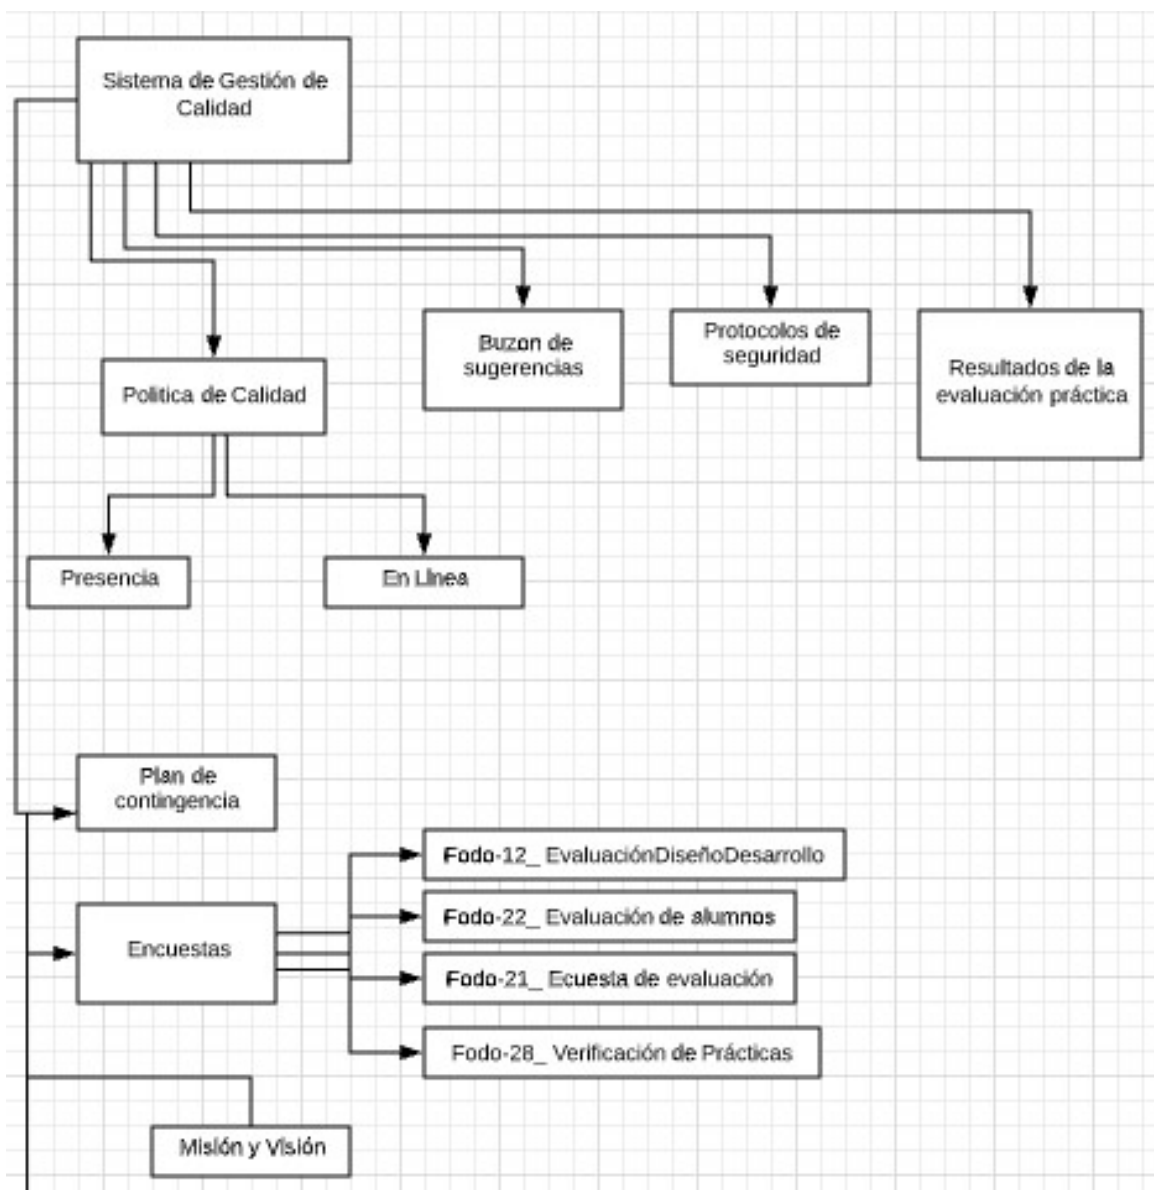 Sistema de Gestión de
Calidad
Buzon de
sugerencias
Protocolos de
seguridad
Resultados de la
evaluación práctica
Politica de Calidad
Presencia
En Línea
Plan de
contingencia
Fodo-12_ EvaluaciónDiseñoDesarrollo
Fodo-22_ Evaluación de alumnos
Encuestas
Fodo-21_ Ecuesta de evaluación
Fodo-28_ Verificación de Prácticas
Misión y Visión